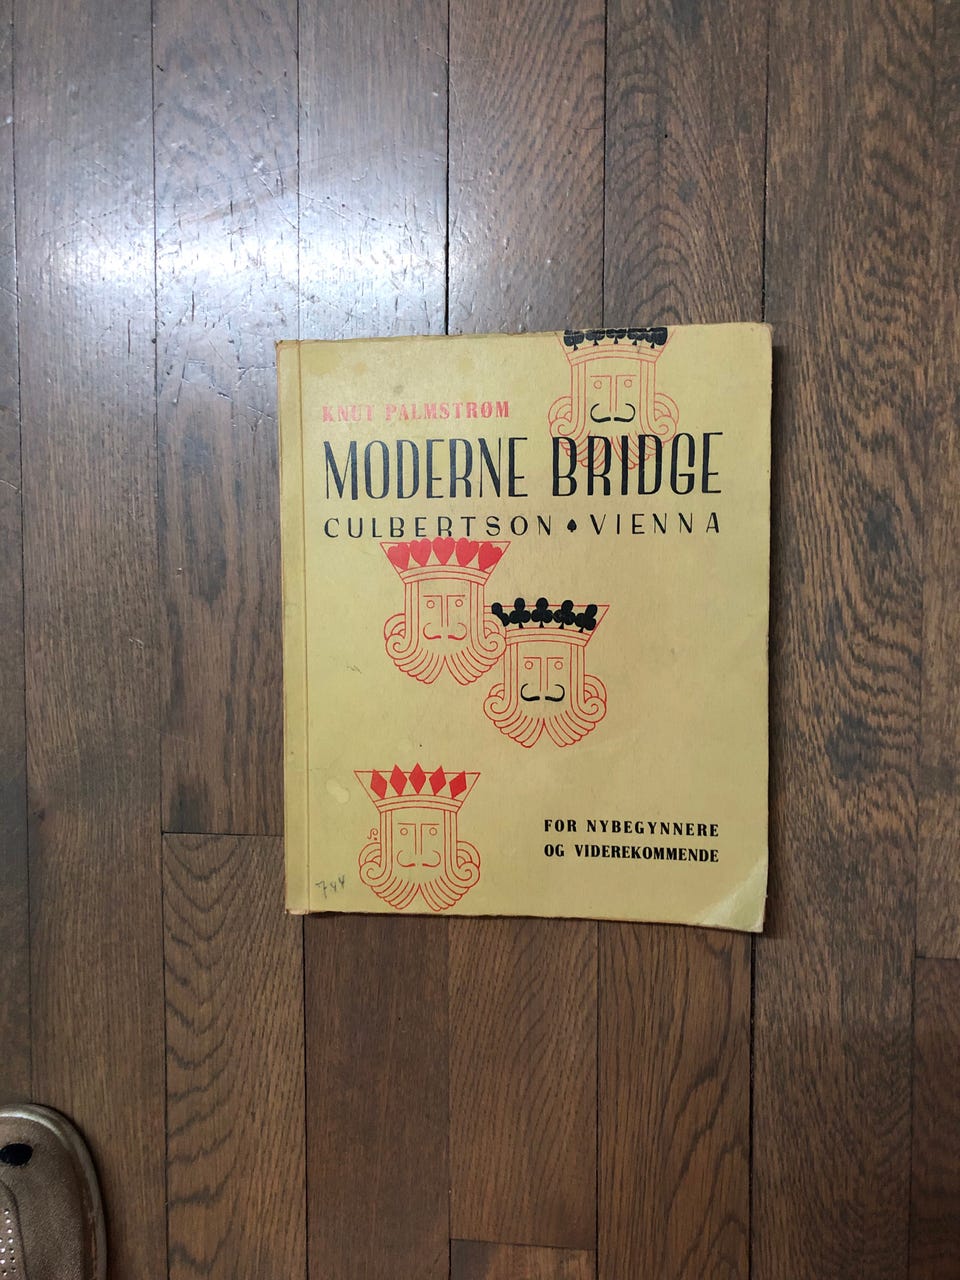 KNUT PALMSTRØM
MODERNE BRIDGE
CULBERTSON ♠ VIENNA
FOR NYBEGYNNERE
OG VIDEREKOMMENDE